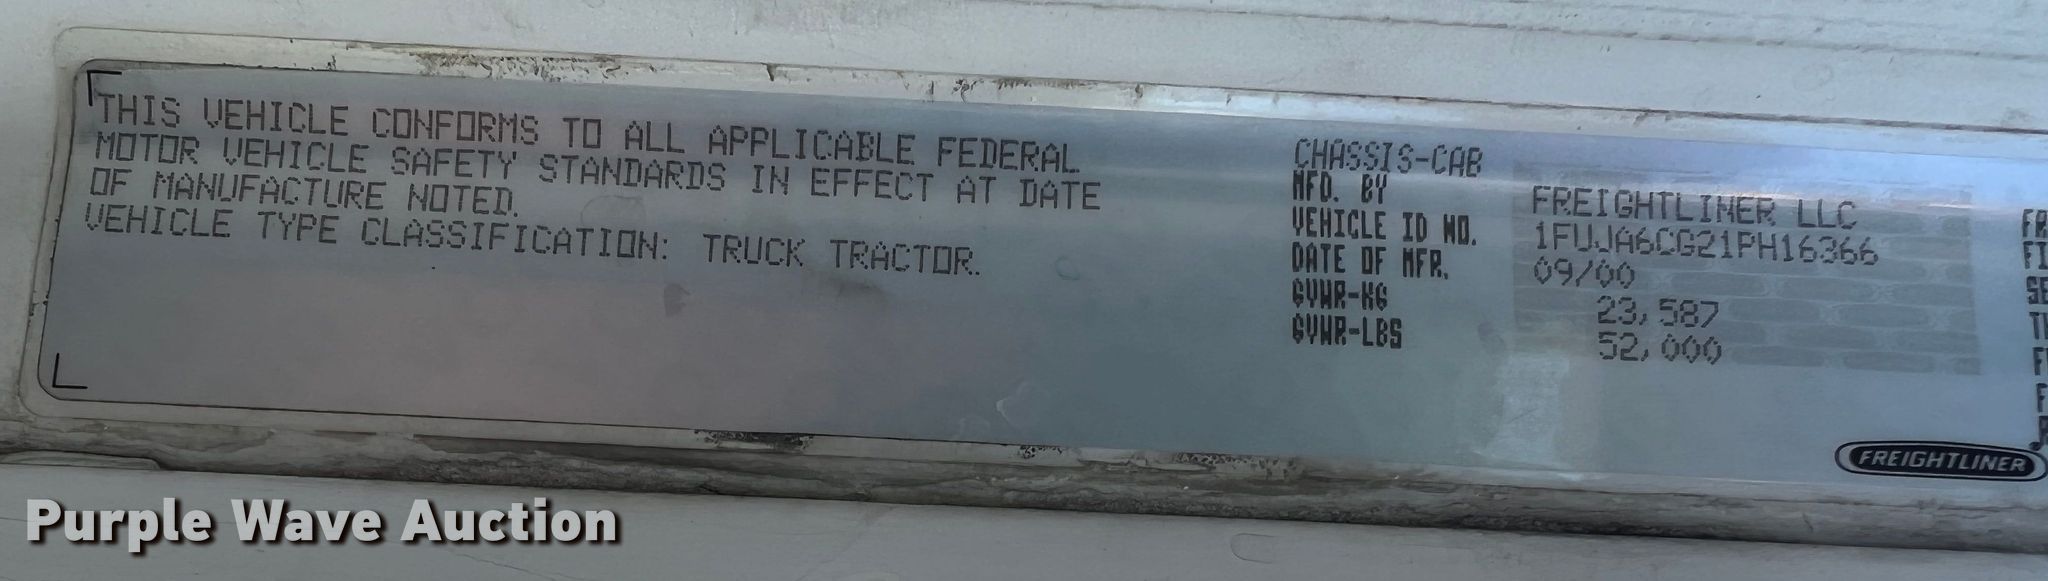 THIS VEHICLE CONFORMS TO ALL APPLICABLE FEDERAL
MOTOR VEHICLE SAFETY STANDARDS IN EFFECT AT DATE
OF MANUFACTURE NOTED.
VEHICLE TYPE CLASSIFICATION: TRUCK TRACTOR.
CHASSIS-CAB
MFD. BY FREIGHTLINER LLC
VEHICLE ID NO. 1FUJA6CG21PH16366
DATE OF MFR. 09/00
GVWR-KG 23,587
GVWR-LBS 52,000
FREIGHTLINER
Purple Wave Auction